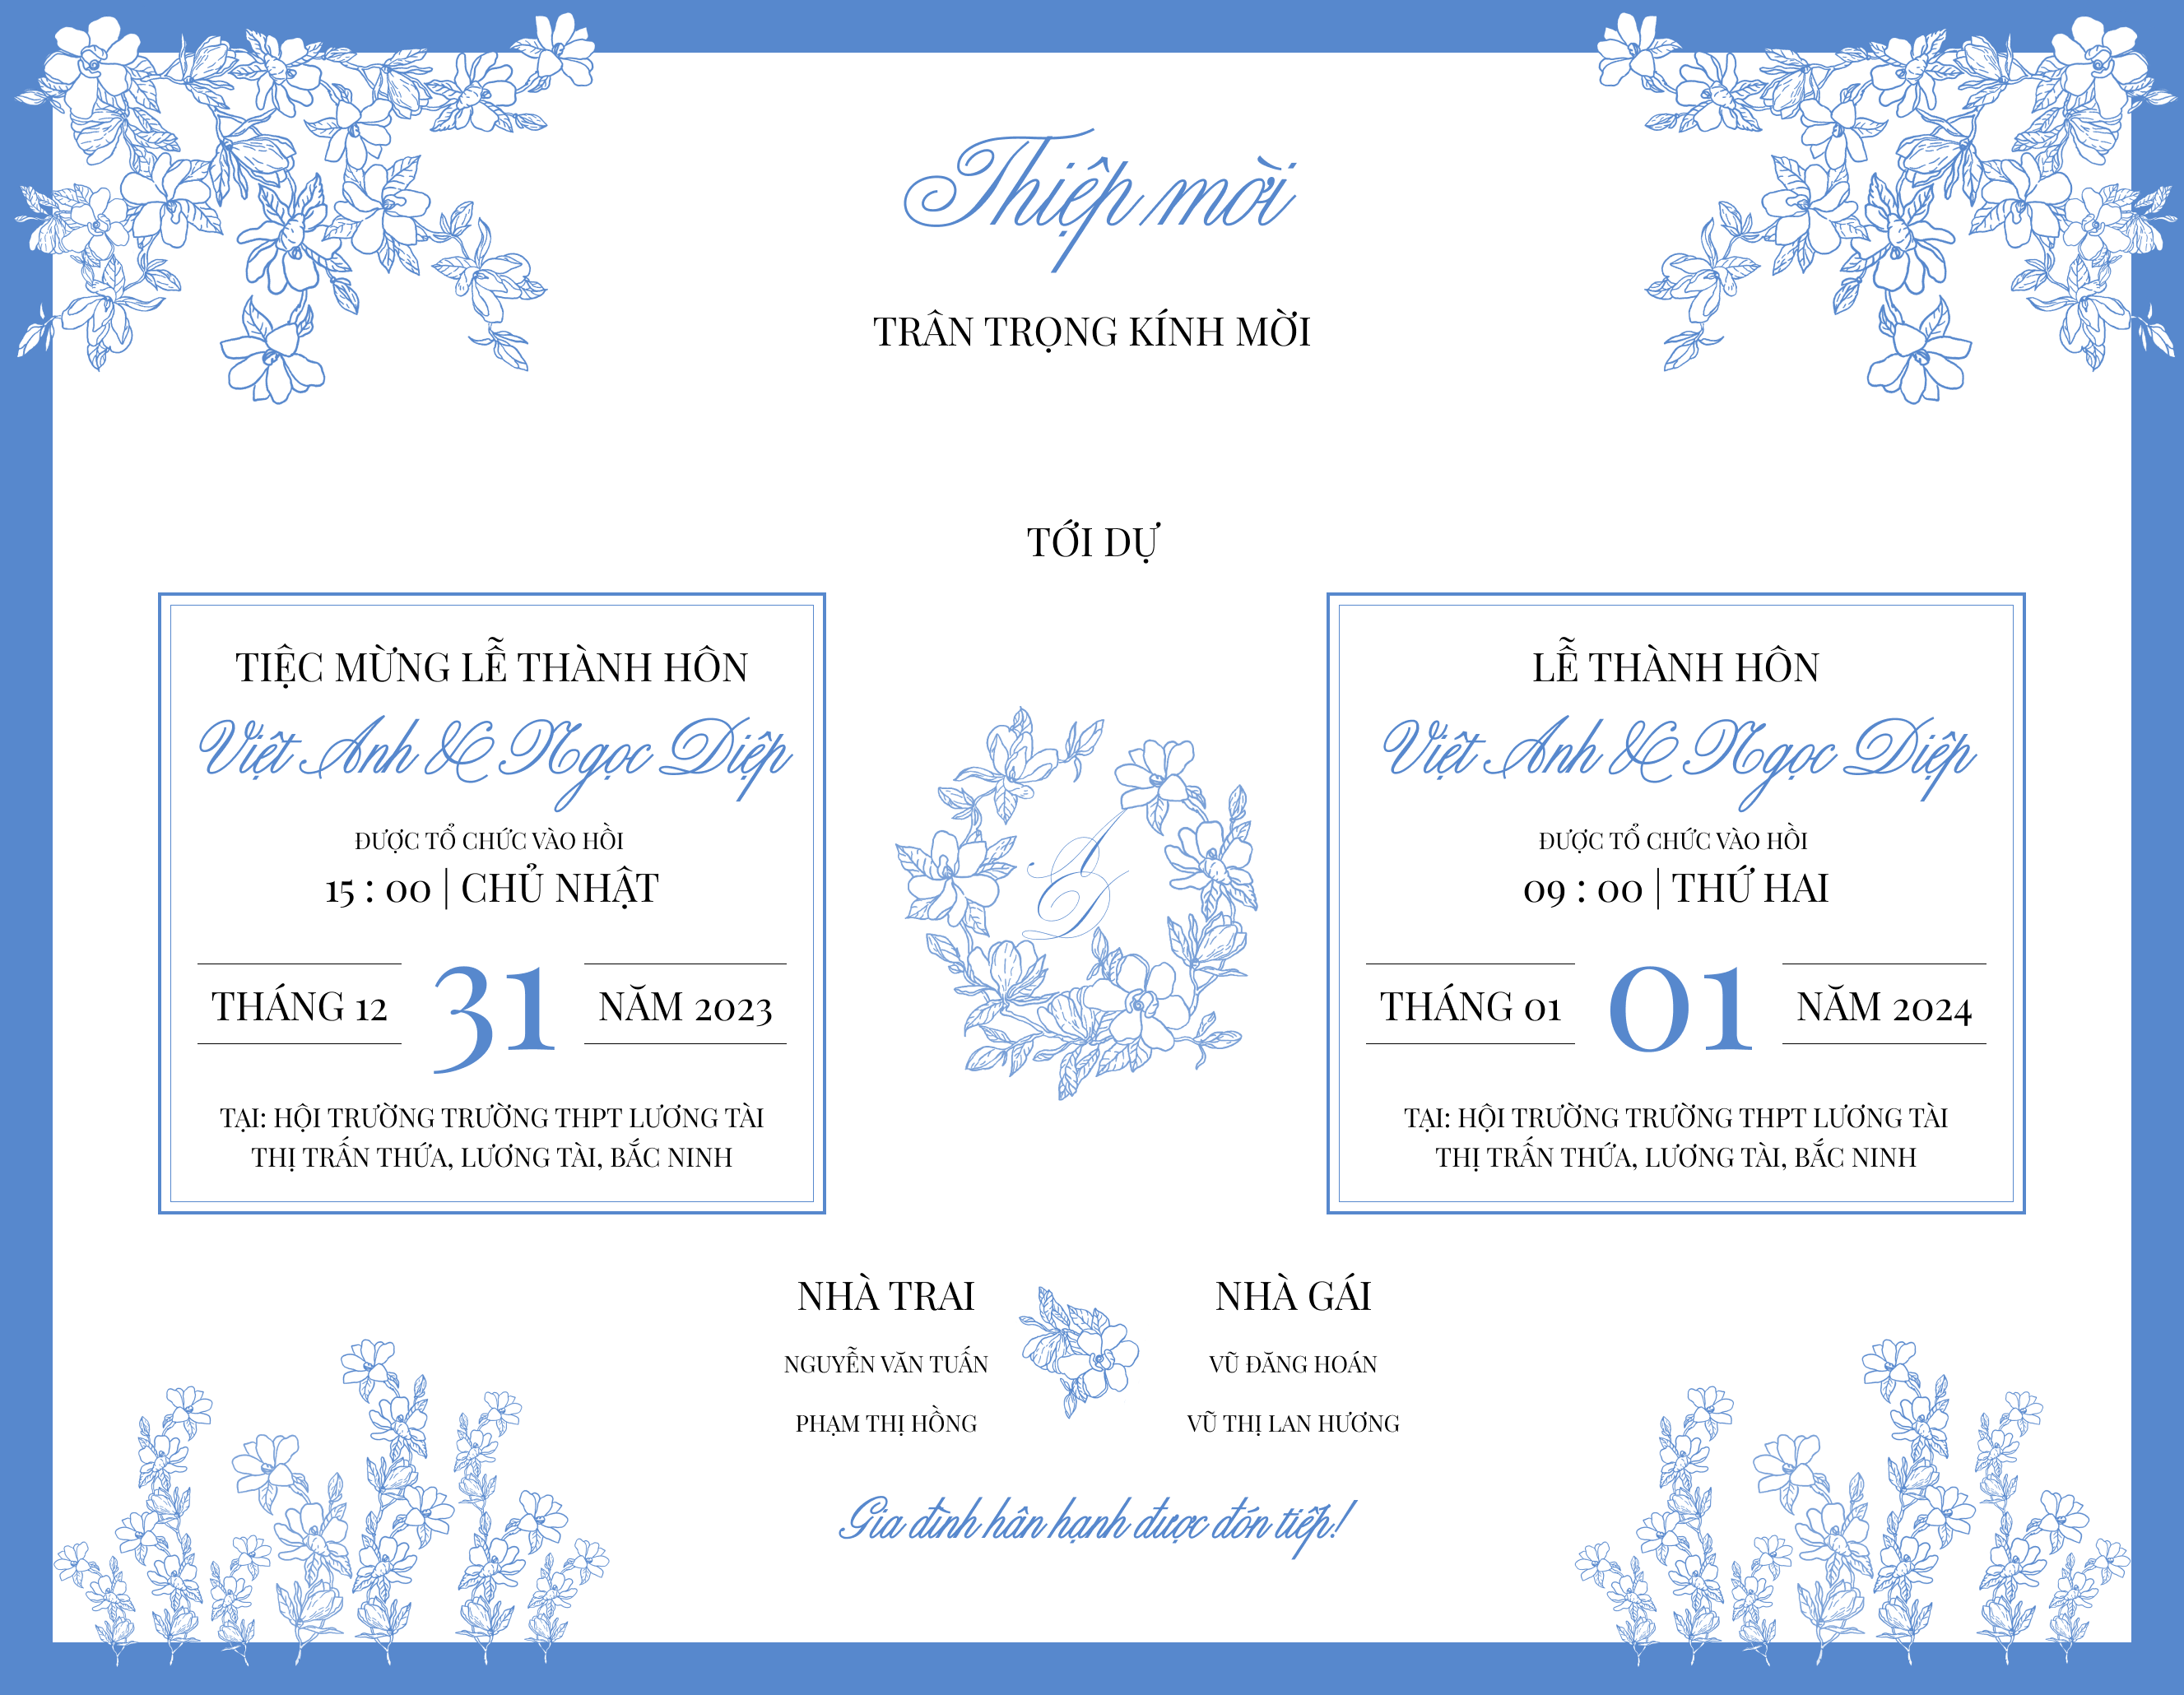 Thiệp mời
TRÂN TRỌNG KÍNH MỜI
TỚI DỰ
TIỆC MỪNG LỄ THÀNH HÔN
Việt Anh & Ngọc Diệp
ĐƯỢC TỔ CHỨC VÀO HỒI
15 : 00 | CHỦ NHẬT
THÁNG 12
31
NĂM 2023
TẠI: HỘI TRƯỜNG TRƯỜNG THPT LƯƠNG TÀI
THỊ TRẤN THỨA, LƯƠNG TÀI, BẮC NINH
A
D
LỄ THÀNH HÔN
Việt Anh & Ngọc Diệp
ĐƯỢC TỔ CHỨC VÀO HỒI
09 : 00 | THỨ HAI
THÁNG 01
01
NĂM 2024
TẠI: HỘI TRƯỜNG TRƯỜNG THPT LƯƠNG TÀI
THỊ TRẤN THỨA, LƯƠNG TÀI, BẮC NINH
NHÀ TRAI
NGUYỄN VĂN TUẤN
PHẠM THỊ HỒNG
NHÀ GÁI
VŨ ĐĂNG HOÁN
VŨ THỊ LAN HƯƠNG
Gia đình hân hạnh được đón tiếp!